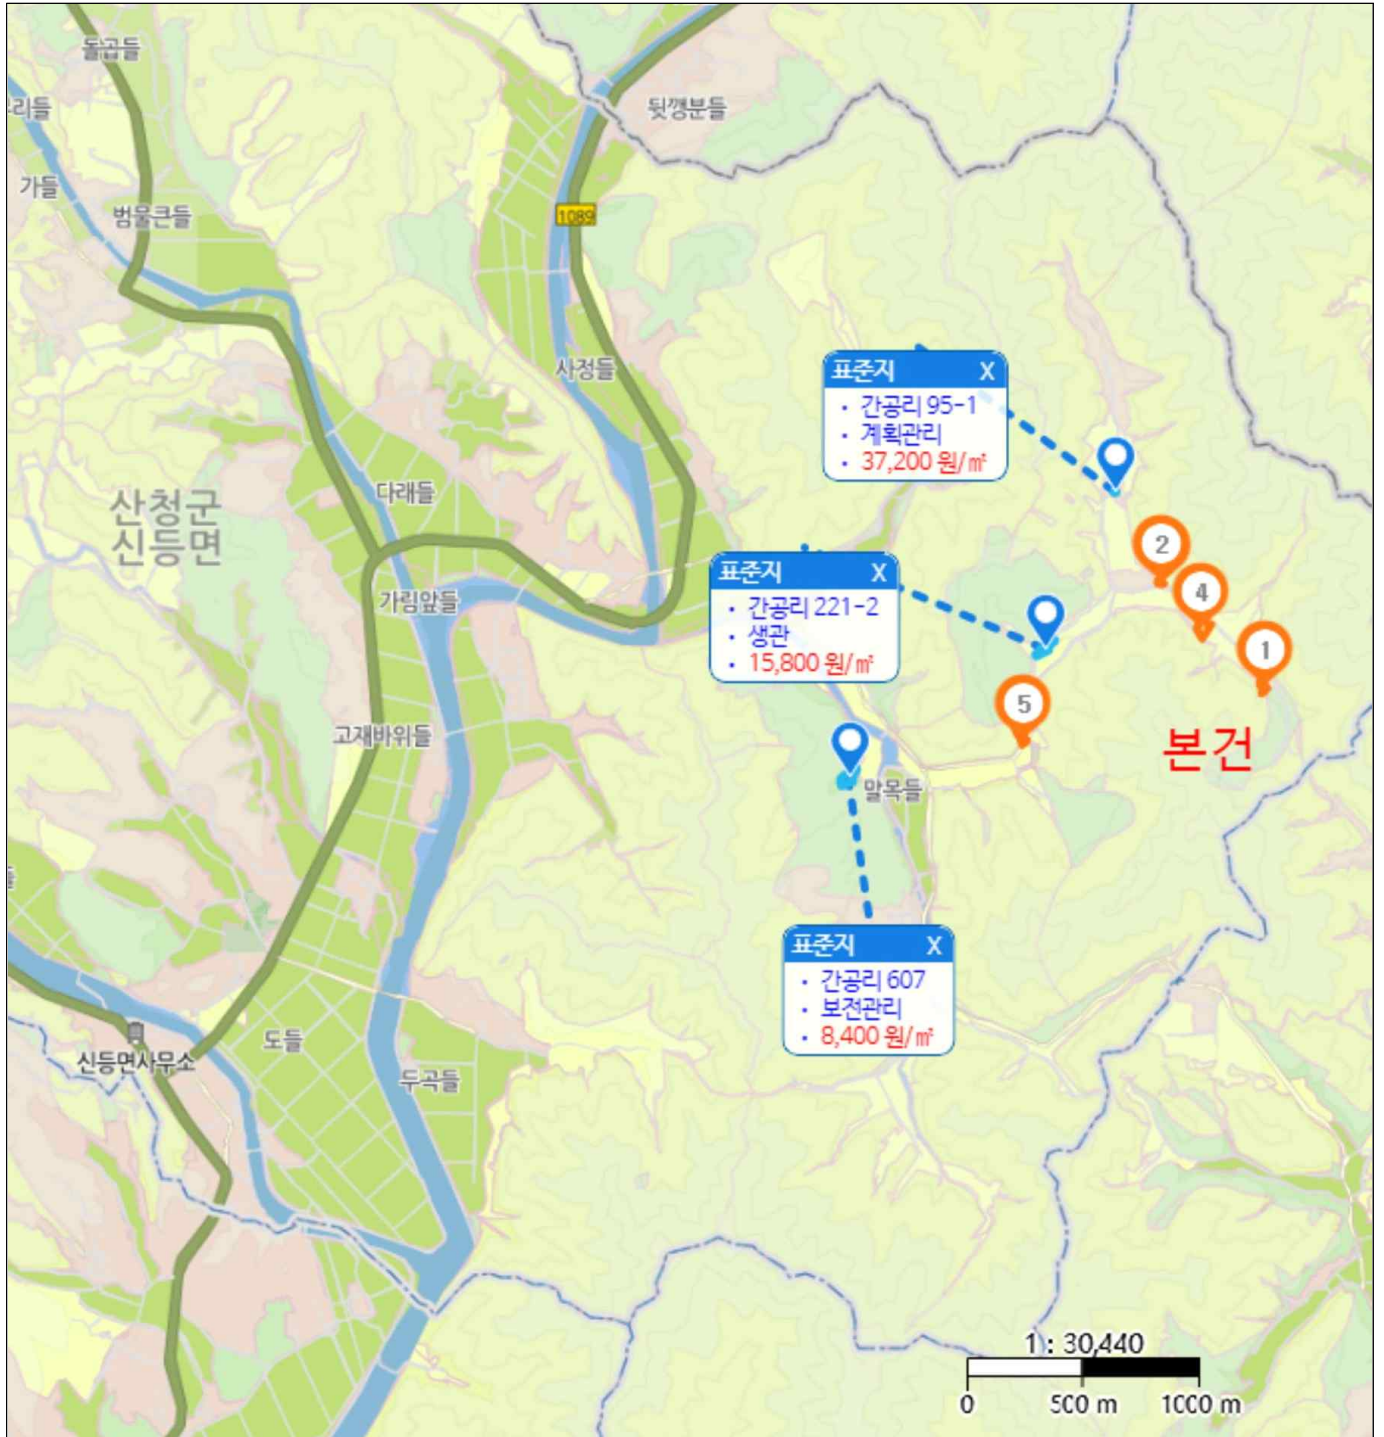 돌곱들
리들
뒷깽분들
가들
범물큰들
1089
표준지 X
· 간공리 95-1
· 계획관리
· 37,200 원/㎡
사정들
다래들
산청군
신등면
2
표준지 X
· 간공리 221-2
· 생관
· 15,800 원/㎡
4
가림앞들
1
5
고재바위들
본건
말목들
표준지 X
· 간공리 607
· 보전관리
· 8,400 원/㎡
도들
신등면사무소
두곡들
1 : 30,440
0 500 m 1000 m